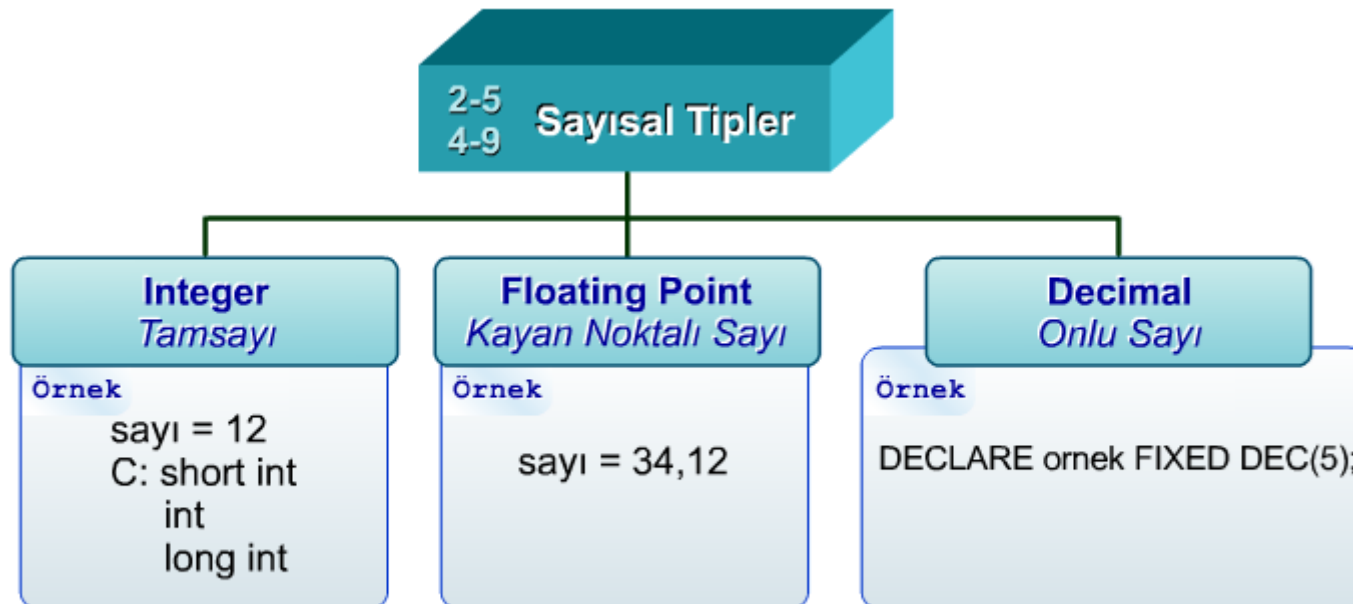 2-5
4-9
Sayısal Tipler
Integer
Tamsayı
Örnek
sayı = 12
C: short int
int
long int
Floating Point
Kayan Noktalı Sayı
Örnek
sayı = 34,12
Decimal
Onlu Sayı
Örnek
DECLARE ornek FIXED DEC(5);